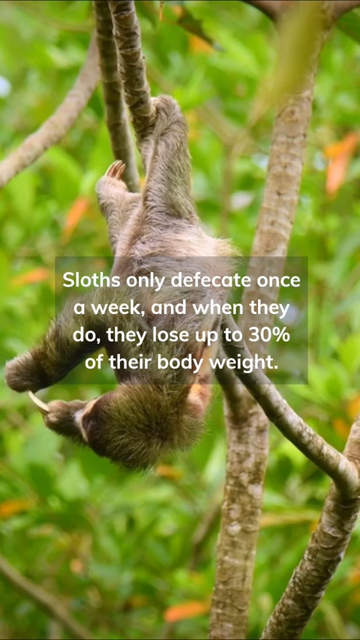 Sloths only defecate once
a week, and when they
do, they lose up to 30%
of their body weight.